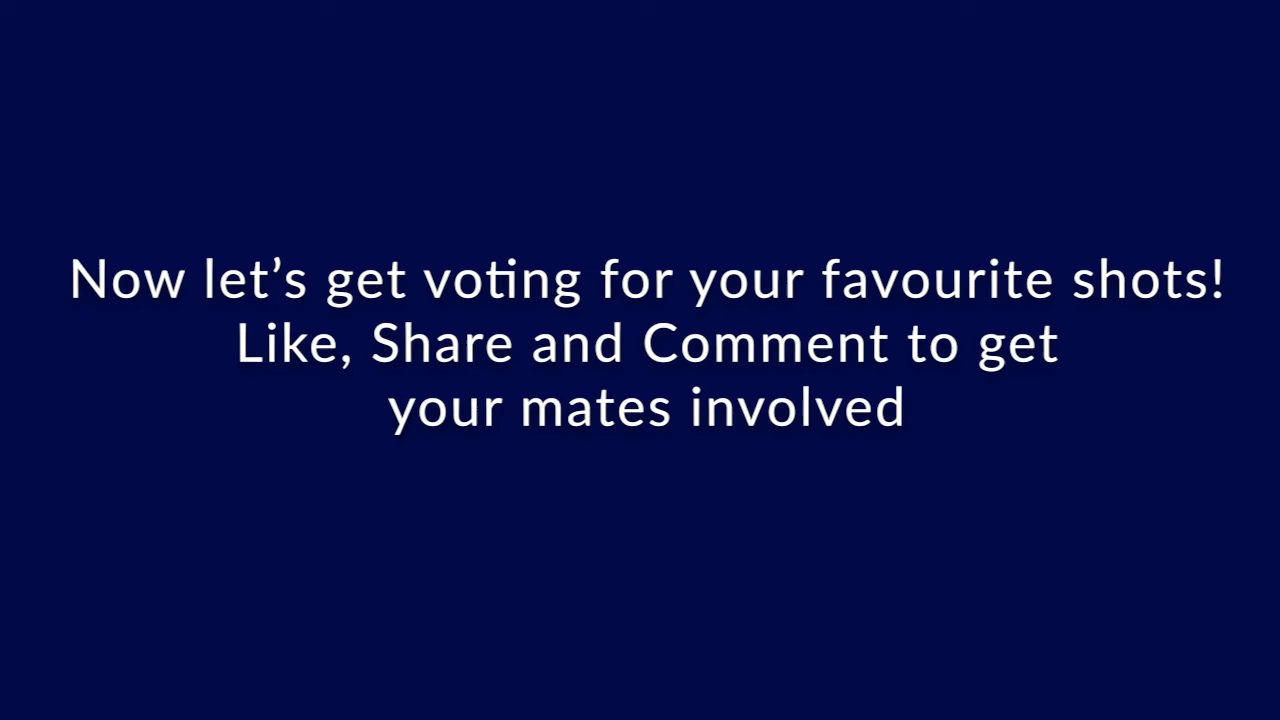 Now let’s get voting for your favourite shots!
Like, Share and Comment to get
your mates involved